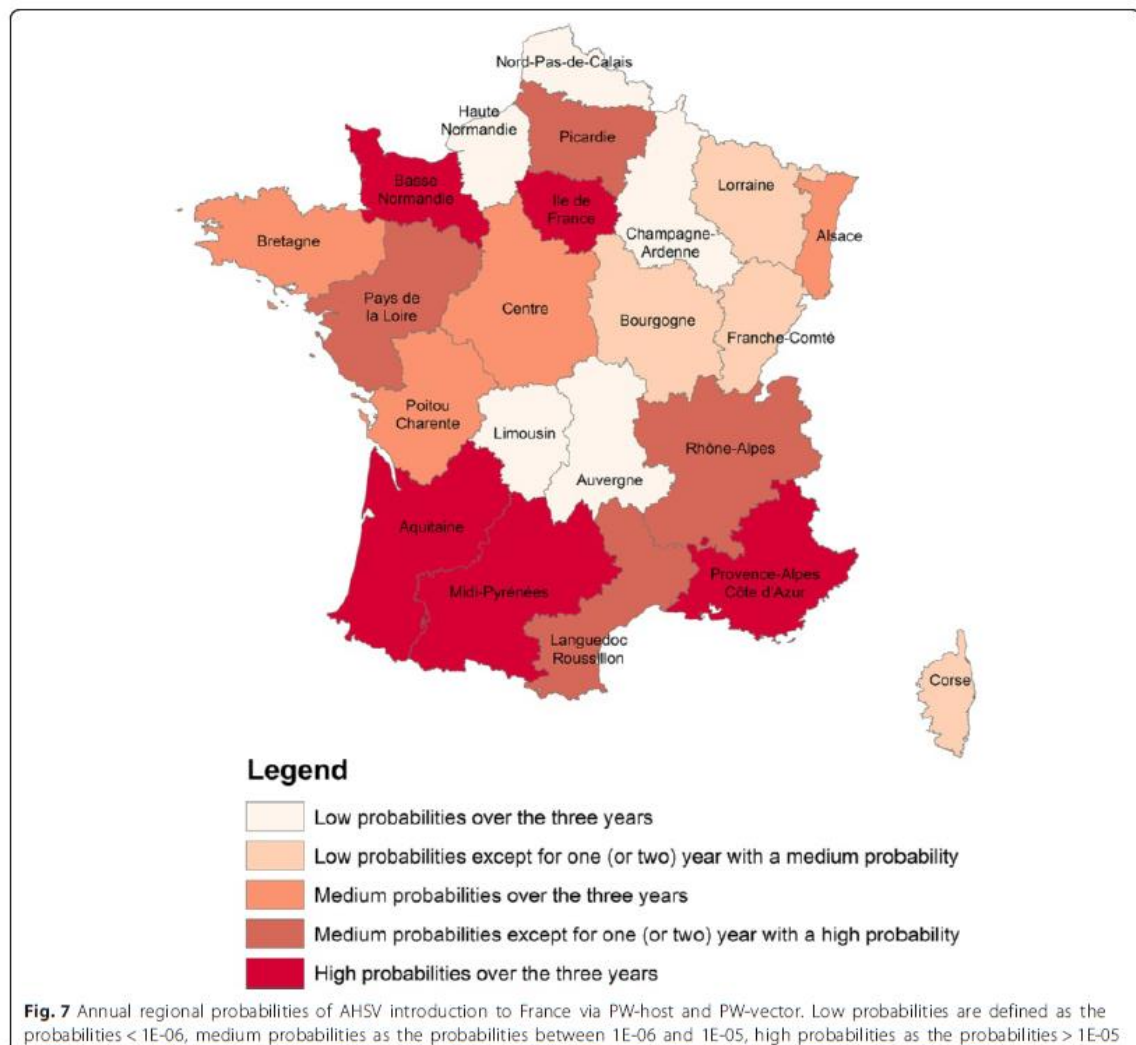 Nord-Pas-de-Calais
Haute
Normandie
Picardie
Basse
Normandie
Ile de
France
Lorraine
Champagne-
Ardenne
Alsace
Bretagne
Pays de
la Loire
Centre
Bourgogne
Franche-Comté
Poitou
Charente
Limousin
Auvergne
Rhône-Alpes
Aquitaine
Midi-Pyrénées
Provence-Alpes
Côte d'Azur
Languedoc
Roussillon
Corse
Legend
Low probabilities over the three years
Low probabilities except for one (or two) year with a medium probability
Medium probabilities over the three years
Medium probabilities except for one (or two) year with a high probability
High probabilities over the three years
Fig. 7 Annual regional probabilities of AHSV introduction to France via PW-host and PW-vector. Low probabilities are defined as the
probabilities < 1E-06, medium probabilities as the probabilities between 1E-06 and 1E-05, high probabilities as the probabilities > 1E-05